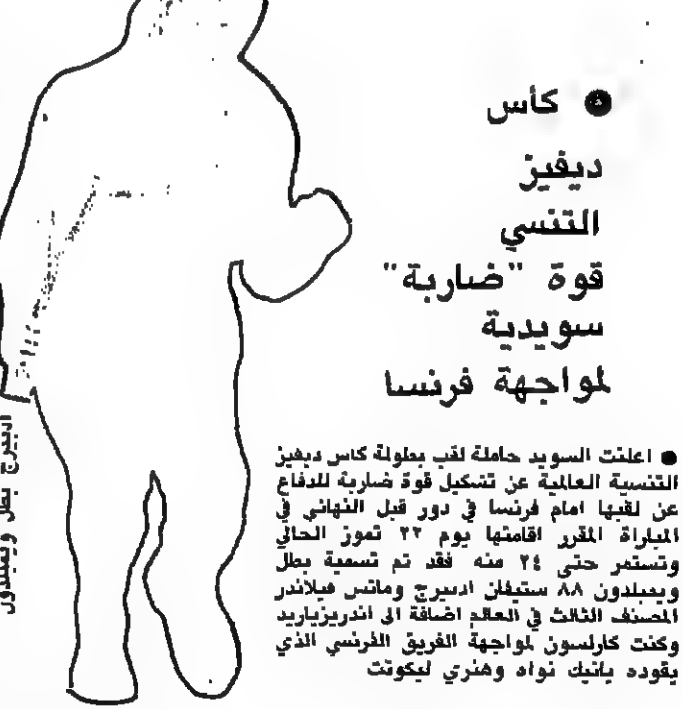 كأس
ديفيز
التنسي
قوة "ضاربة"
سويدية
لمواجهة فرنسا
اعلنت السويد حاملة لقب بطولة كاس ديفيز
التنسية العالمية عن تشكيل قوة ضاربة للدفاع
عن لقبها امام فرنسا في دور قبل النهائي في
المباراة المقرر اقامتها يوم ٢٢ تموز الحالي
وتستمر حتى ٢٤ منه فقد تم تسمية بطل
ويمبلدون ٨٨ ستيفان ادبيرج وماتس فيلاندر
المصنف الثالث في العالم اضافة الى اندريزياريد
وكنت كارلسون لمواجهة الفريق الفرنسي الذي
يقوده يانيك نواه وهنري ليكونت
ادبيرج بطل ويمبلدون